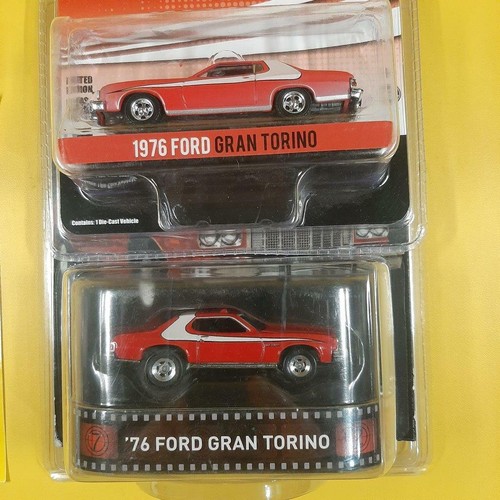 1976 FORD GRAN TORINO
Contains: 1 Die-Cast Vehicle
'76 FORD GRAN TORINO